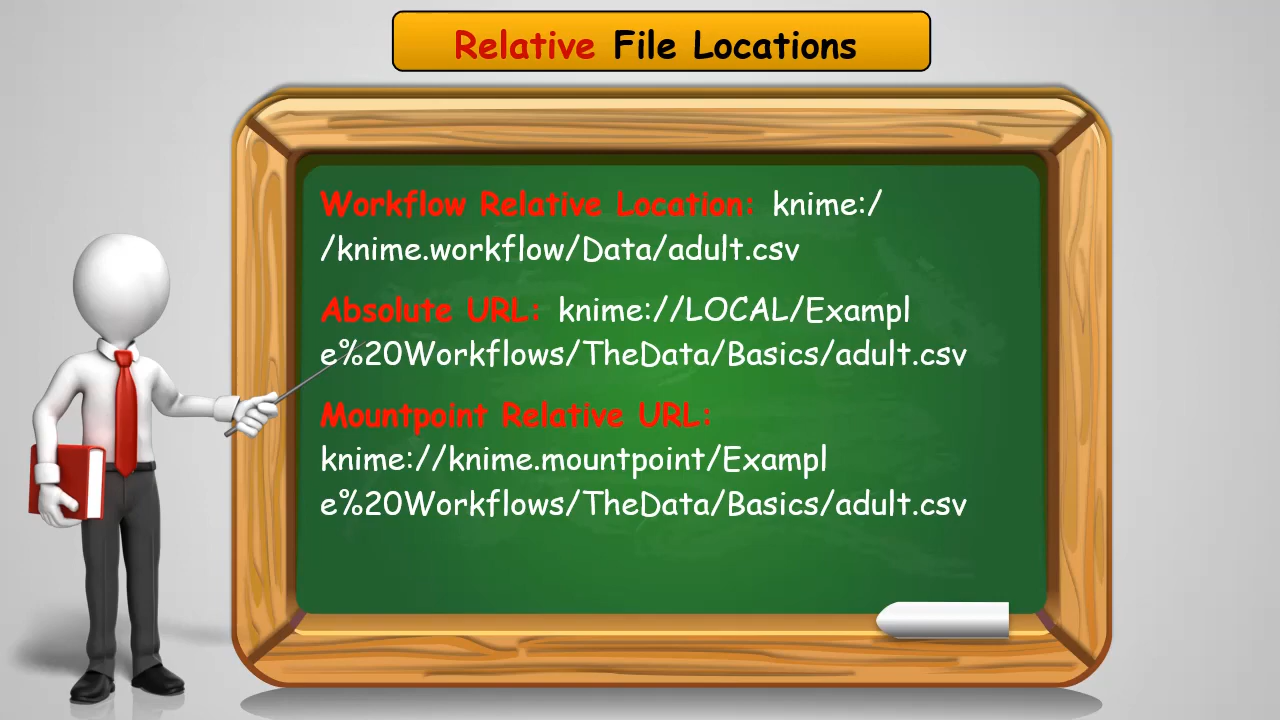 Relative File Locations
Workflow Relative Location: knime:/
/knime.workflow/Data/adult.csv
Absolute URL: knime://LOCAL/Exampl
e%20Workflows/TheData/Basics/adult.csv
Mountpoint Relative URL:
knime://knime.mountpoint/Exampl
e%20Workflows/TheData/Basics/adult.csv